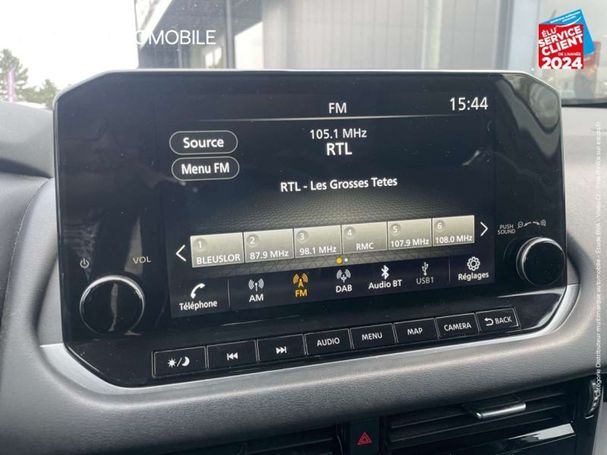 OMOBILE
ÉLU
SERVICE
CLIENT
DE L'ANNÉE
2024
FM
15:44
105.1 MHz
RTL
Source
Menu FM
RTL - Les Grosses Tetes
1 BLEUSLOR
2 87.9 MHz
3 98.1 MHz
4 RMC
5 107.9 MHz
6 108.0 MHz
VOL
PUSH
SOUND
Téléphone
AM
FM
DAB
Audio BT
USB1
Réglages
AUDIO
MENU
MAP
CAMERA
BACK